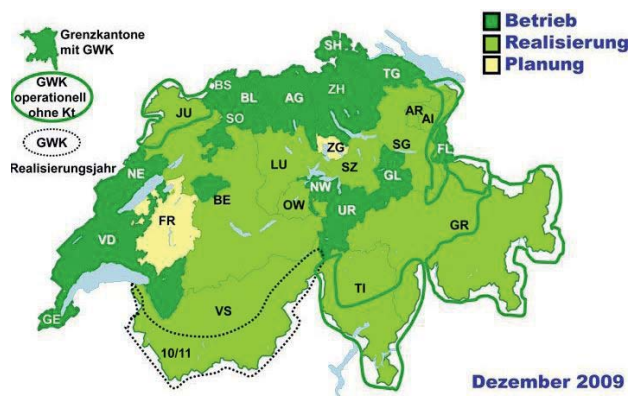 Grenzkantone
mit GWK
GWK
operationell
ohne Kt
GWK
Realisierungsjahr
Betrieb
Realisierung
Planung
SH
BS
BL
AG
ZH
TG
JU
SO
AR
AI
ZG
SG
LU
SZ
FL
NE
NW
GL
BE
OW
FR
UR
GR
VD
TI
VS
GE
10/11
Dezember 2009